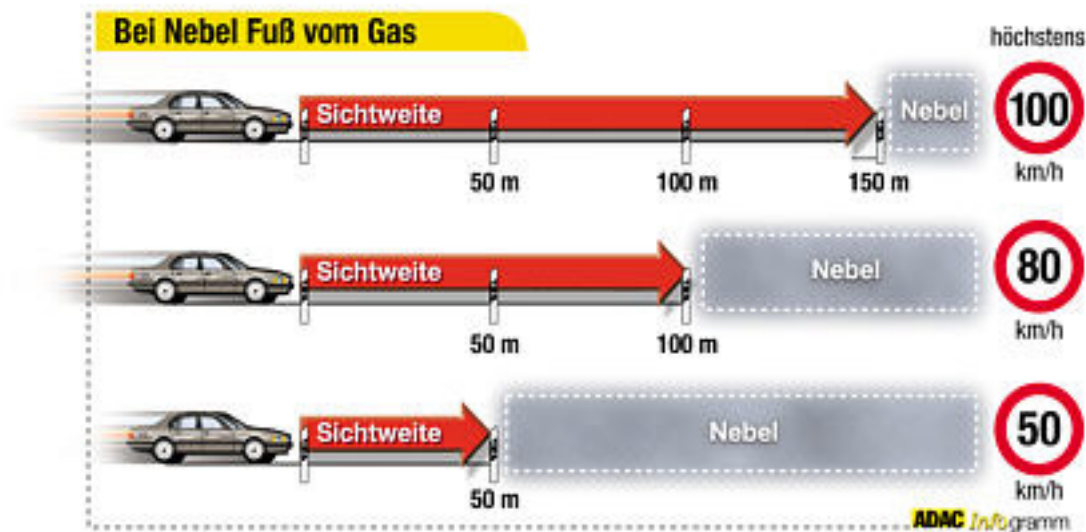 Bei Nebel Fuß vom Gas
höchstens
Sichtweite
Nebel
100
km/h
50 m
100 m
150 m
Sichtweite
Nebel
80
km/h
50 m
100 m
Sichtweite
Nebel
50
km/h
50 m
ADAC Infogramm